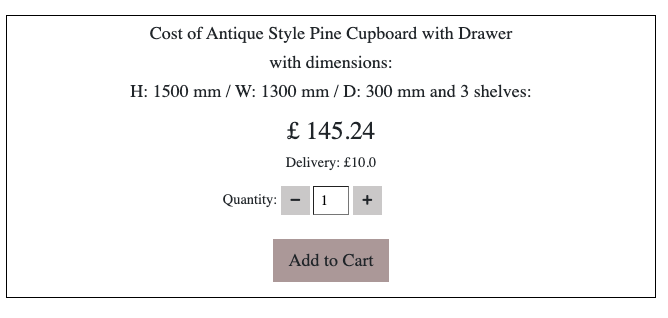 Cost of Antique Style Pine Cupboard with Drawer
with dimensions:
H: 1500 mm / W: 1300 mm / D: 300 mm and 3 shelves:
£ 145.24
Delivery: £10.0
Quantity: − 1 +
Add to Cart